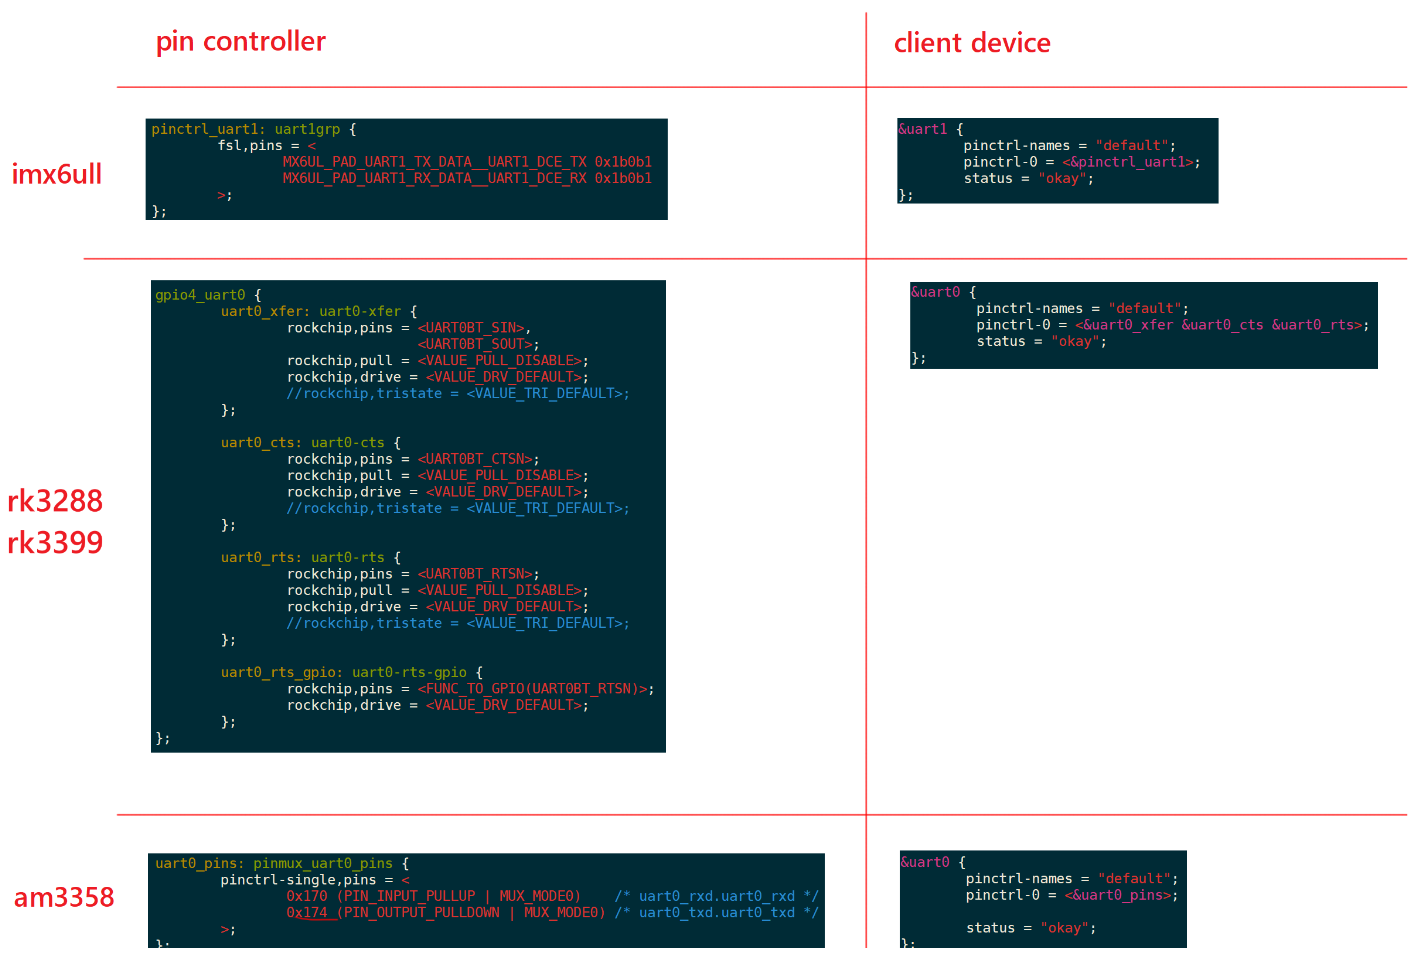 pin controller
client device
imx6ull
pinctrl_uart1: uart1grp {
fsl,pins = <
MX6UL_PAD_UART1_TX_DATA__UART1_DCE_TX 0x1b0b1
MX6UL_PAD_UART1_RX_DATA__UART1_DCE_RX 0x1b0b1
>;
};
&uart1 {
pinctrl-names = "default";
pinctrl-0 = <&pinctrl_uart1>;
status = "okay";
};
rk3288
rk3399
gpio4_uart0 {
uart0_xfer: uart0-xfer {
rockchip,pins = <UART0BT_SIN>,
<UART0BT_SOUT>;
rockchip,pull = <VALUE_PULL_DISABLE>;
rockchip,drive = <VALUE_DRV_DEFAULT>;
//rockchip,tristate = <VALUE_TRI_DEFAULT>;
};
uart0_cts: uart0-cts {
rockchip,pins = <UART0BT_CTSN>;
rockchip,pull = <VALUE_PULL_DISABLE>;
rockchip,drive = <VALUE_DRV_DEFAULT>;
//rockchip,tristate = <VALUE_TRI_DEFAULT>;
};
uart0_rts: uart0-rts {
rockchip,pins = <UART0BT_RTSN>;
rockchip,pull = <VALUE_PULL_DISABLE>;
rockchip,drive = <VALUE_DRV_DEFAULT>;
//rockchip,tristate = <VALUE_TRI_DEFAULT>;
};
uart0_rts_gpio: uart0-rts-gpio {
rockchip,pins = <FUNC_TO_GPIO(UART0BT_RTSN)>;
rockchip,drive = <VALUE_DRV_DEFAULT>;
};
};
&uart0 {
pinctrl-names = "default";
pinctrl-0 = <&uart0_xfer &uart0_cts &uart0_rts>;
status = "okay";
};
am3358
uart0_pins: pinmux_uart0_pins {
pinctrl-single,pins = <
0x170 (PIN_INPUT_PULLUP | MUX_MODE0) /* uart0_rxd.uart0_rxd */
0x174 (PIN_OUTPUT_PULLDOWN | MUX_MODE0) /* uart0_txd.uart0_txd */
>;
};
&uart0 {
pinctrl-names = "default";
pinctrl-0 = <&uart0_pins>;
status = "okay";
};